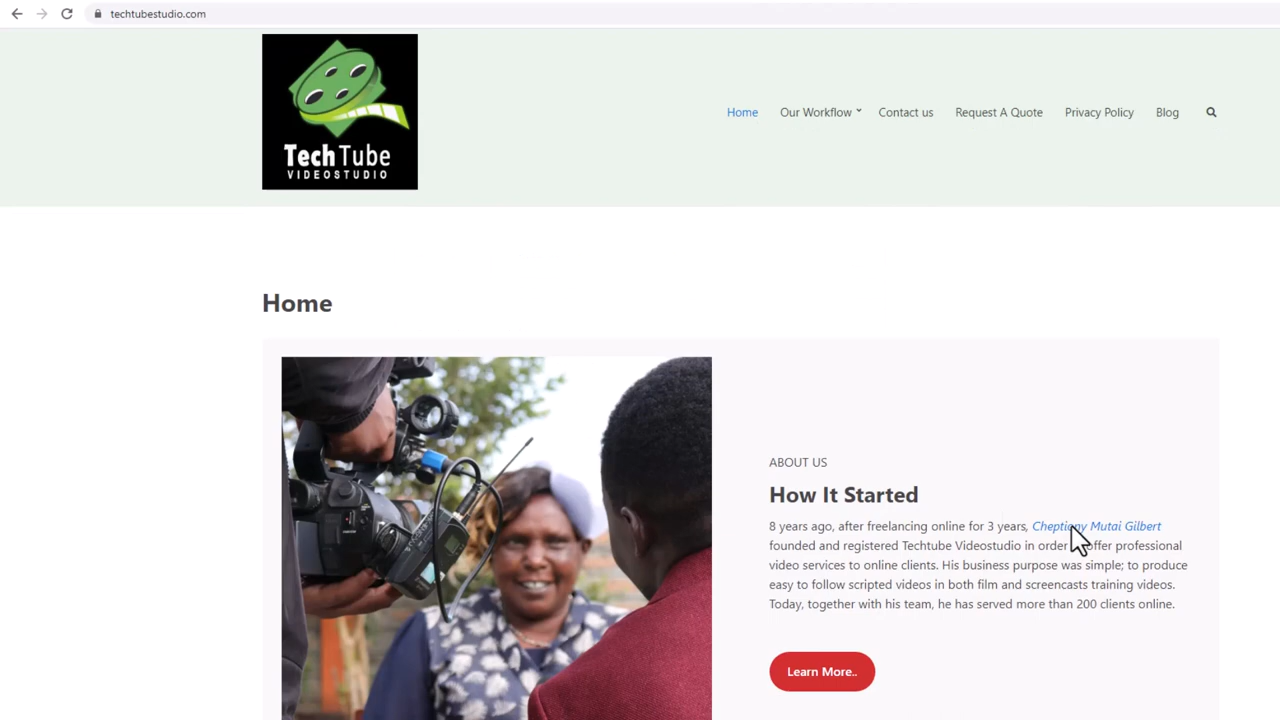 techtubestudio.com
TechTube
VIDEOSTUDIO
Home Our Workflow Contact us Request A Quote Privacy Policy Blog
Home
ABOUT US
How It Started
8 years ago, after freelancing online for 3 years, Mutai Gilbert
founded and registered Techtube Videostudio in order offer professional
video services to online clients. His business purpose was simple; to produce
easy to follow scripted videos in both film and screencasts training videos.
Today, together with his team, he has served more than 200 clients online.
Learn More..